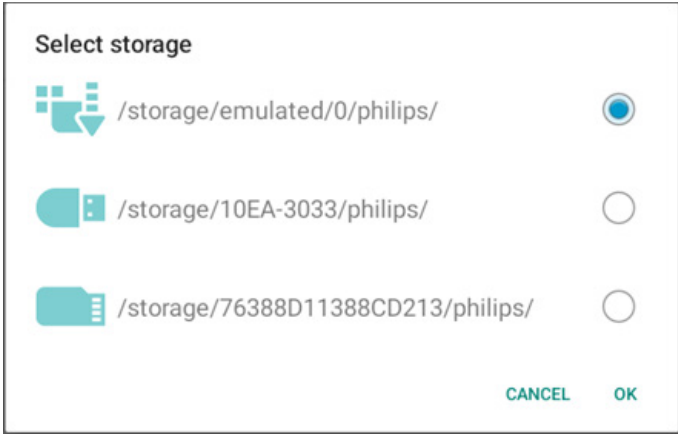 Select storage
/storage/emulated/0/philips/
/storage/10EA-3033/philips/
/storage/76388D11388CD213/philips/
CANCEL OK